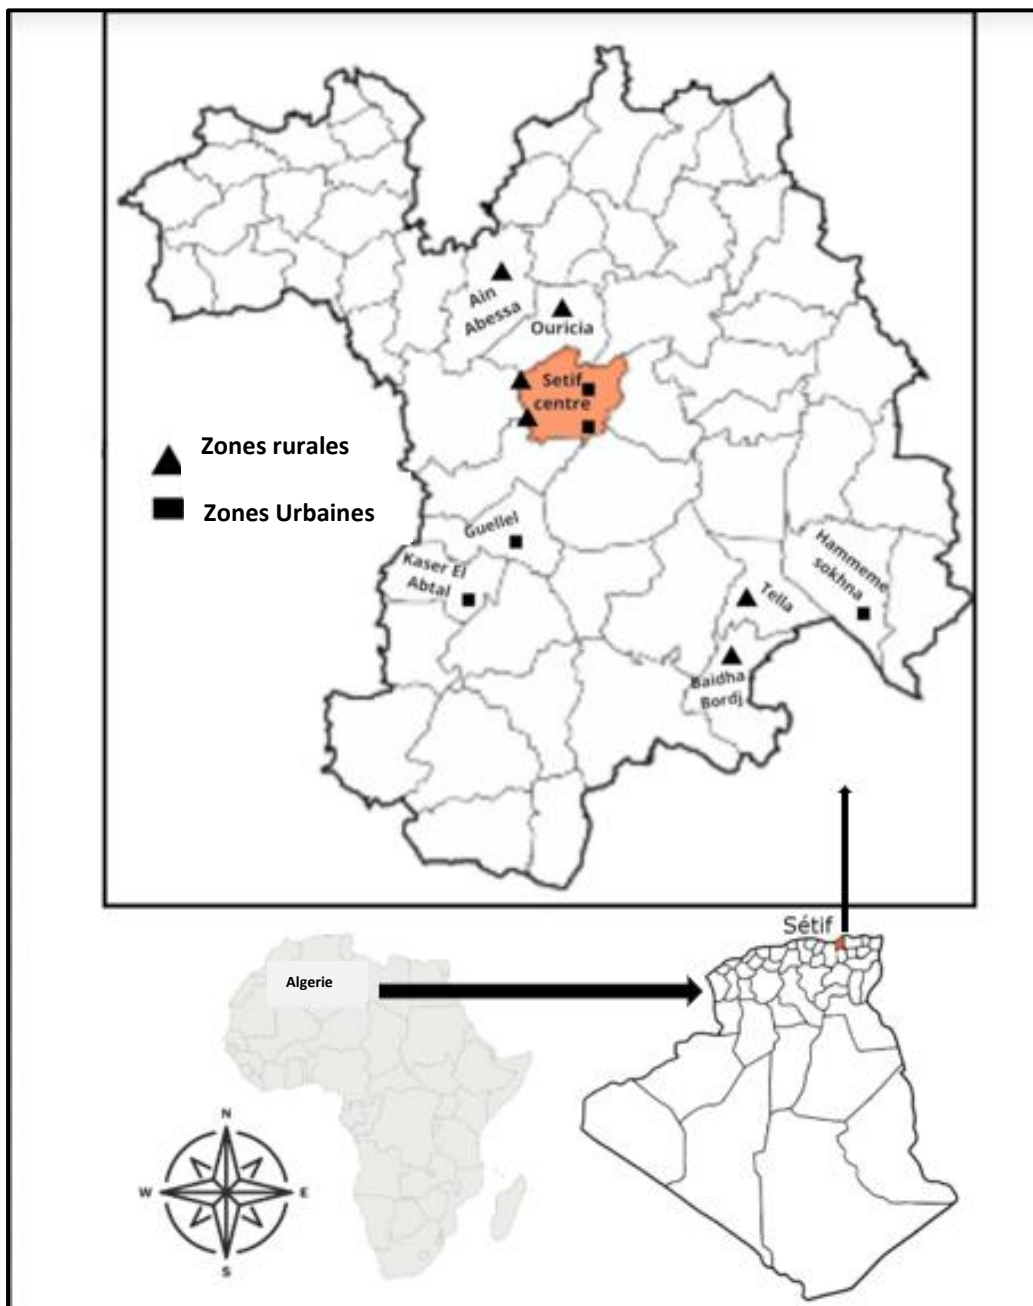 Ain
Abessa
Ouricia
Setif
centre
Zones rurales
Zones Urbaines
Guellel
Kaser El
Abtal
Hammeme
sokhna
Tella
Baidha
Bordj
Sétif
Algerie
N
W
E
S